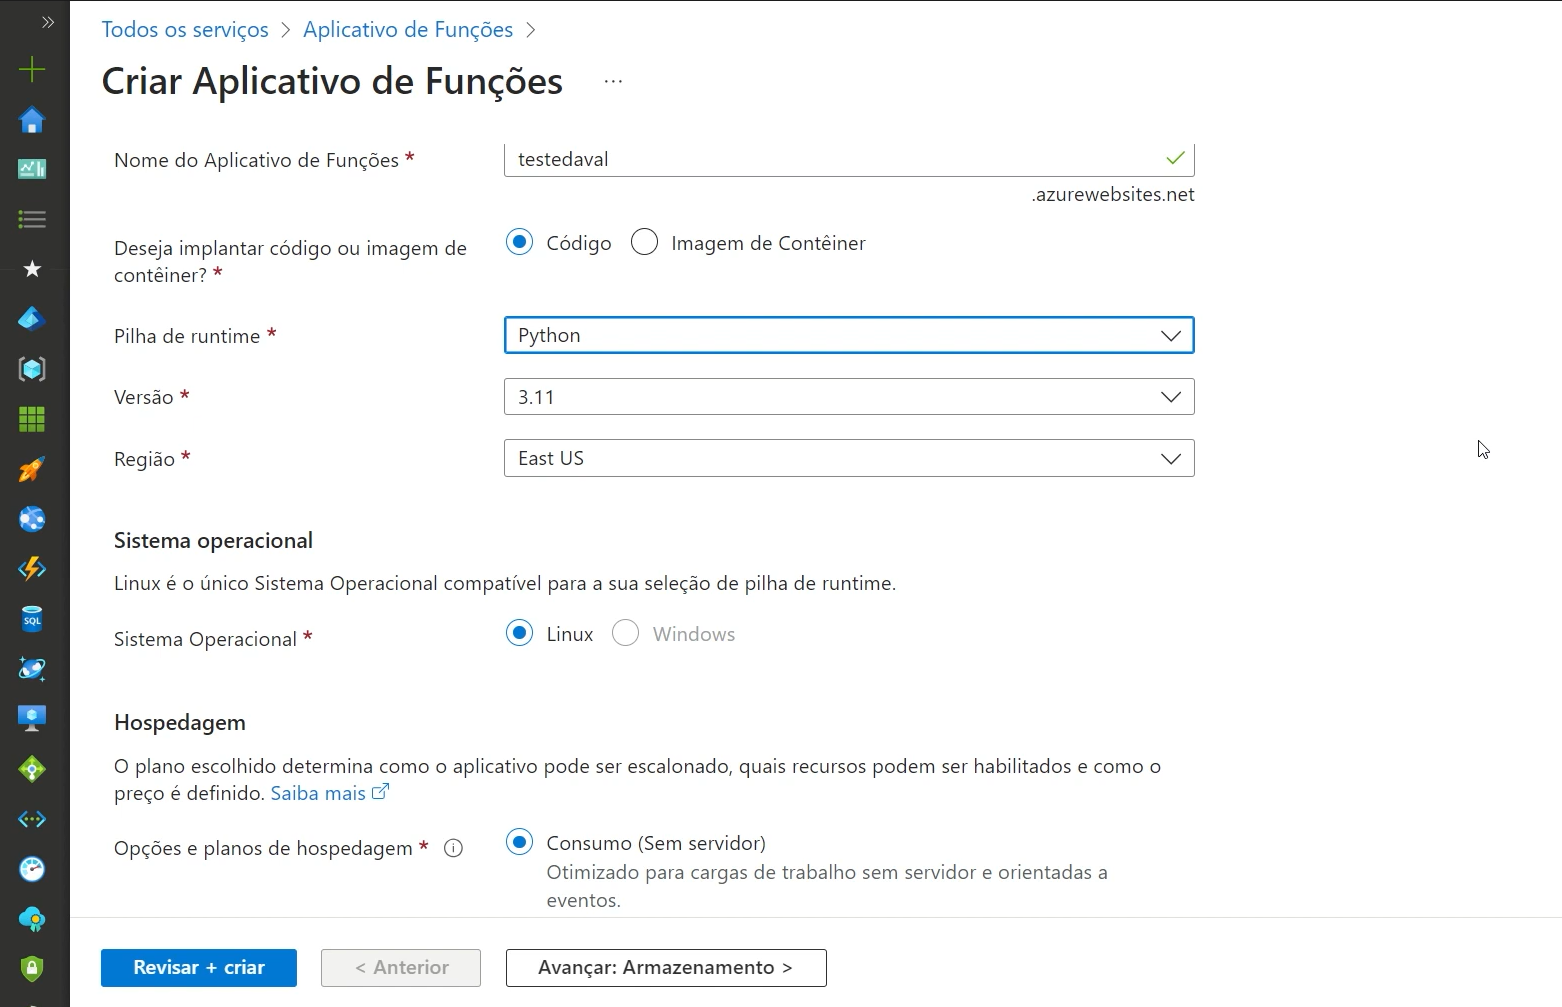 Todos os serviços > Aplicativo de Funções >
Criar Aplicativo de Funções ...
Nome do Aplicativo de Funções *
testedaval
.azurewebsites.net
Deseja implantar código ou imagem de
contêiner? *
Código
Imagem de Contêiner
Pilha de runtime *
Python
Versão *
3.11
Região *
East US
Sistema operacional
Linux é o único Sistema Operacional compatível para a sua seleção de pilha de runtime.
Sistema Operacional *
Linux
Windows
Hospedagem
O plano escolhido determina como o aplicativo pode ser escalonado, quais recursos podem ser habilitados e como o
preço é definido. Saiba mais
Opções e planos de hospedagem *
Consumo (Sem servidor)
Otimizado para cargas de trabalho sem servidor e orientadas a
eventos.
Revisar + criar
< Anterior
Avançar: Armazenamento >
SQL